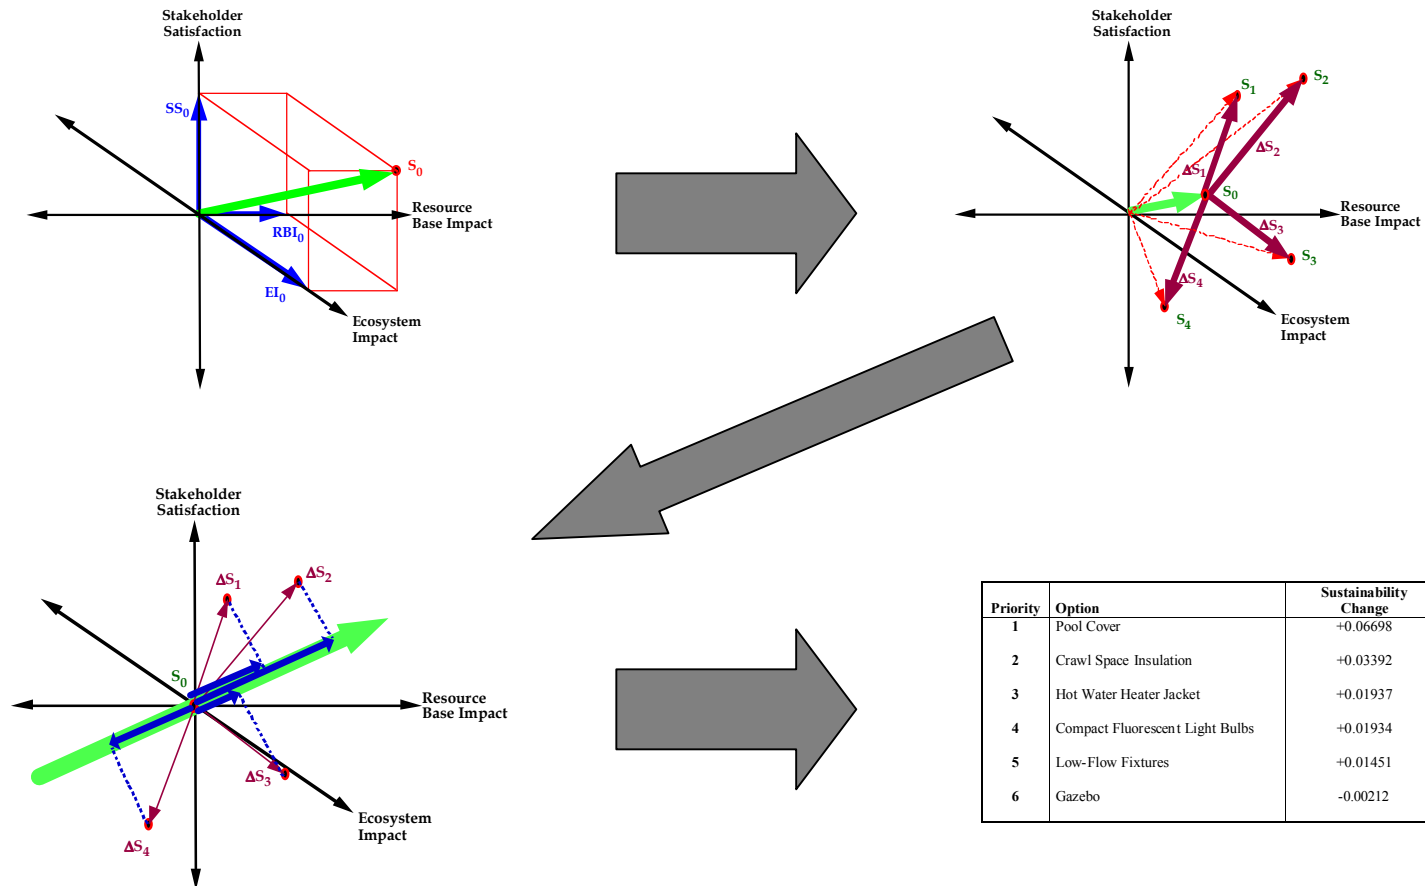 Stakeholder
Satisfaction
SS0
S0
Resource
Base Impact
RBI0
EI0
Ecosystem
Impact
Stakeholder
Satisfaction
S1
S2
ΔS2
ΔS1
S0
Resource
Base Impact
ΔS3
S3
ΔS4
S4
Ecosystem
Impact
Stakeholder
Satisfaction
ΔS1
ΔS2
S0
Resource
Base Impact
ΔS3
Ecosystem
Impact
ΔS4
Priority Option Sustainability Change
1 Pool Cover +0.06698
2 Crawl Space Insulation +0.03392
3 Hot Water Heater Jacket +0.01937
4 Compact Fluorescent Light Bulbs +0.01934
5 Low-Flow Fixtures +0.01451
6 Gazebo -0.00212